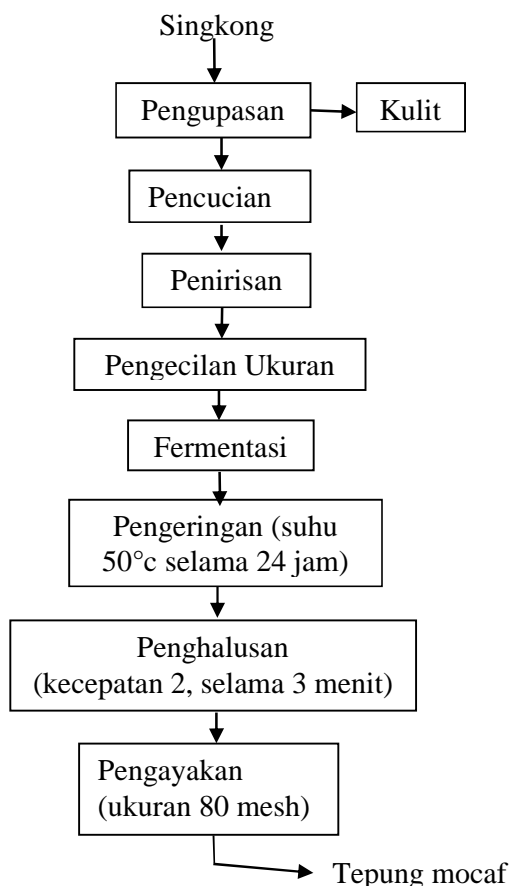 Singkong
Pengupasan
Kulit
Pencucian
Penirisan
Pengecilan Ukuran
Fermentasi
Pengeringan (suhu
50°c selama 24 jam)
Penghalusan
(kecepatan 2, selama 3 menit)
Pengayakan
(ukuran 80 mesh)
Tepung mocaf